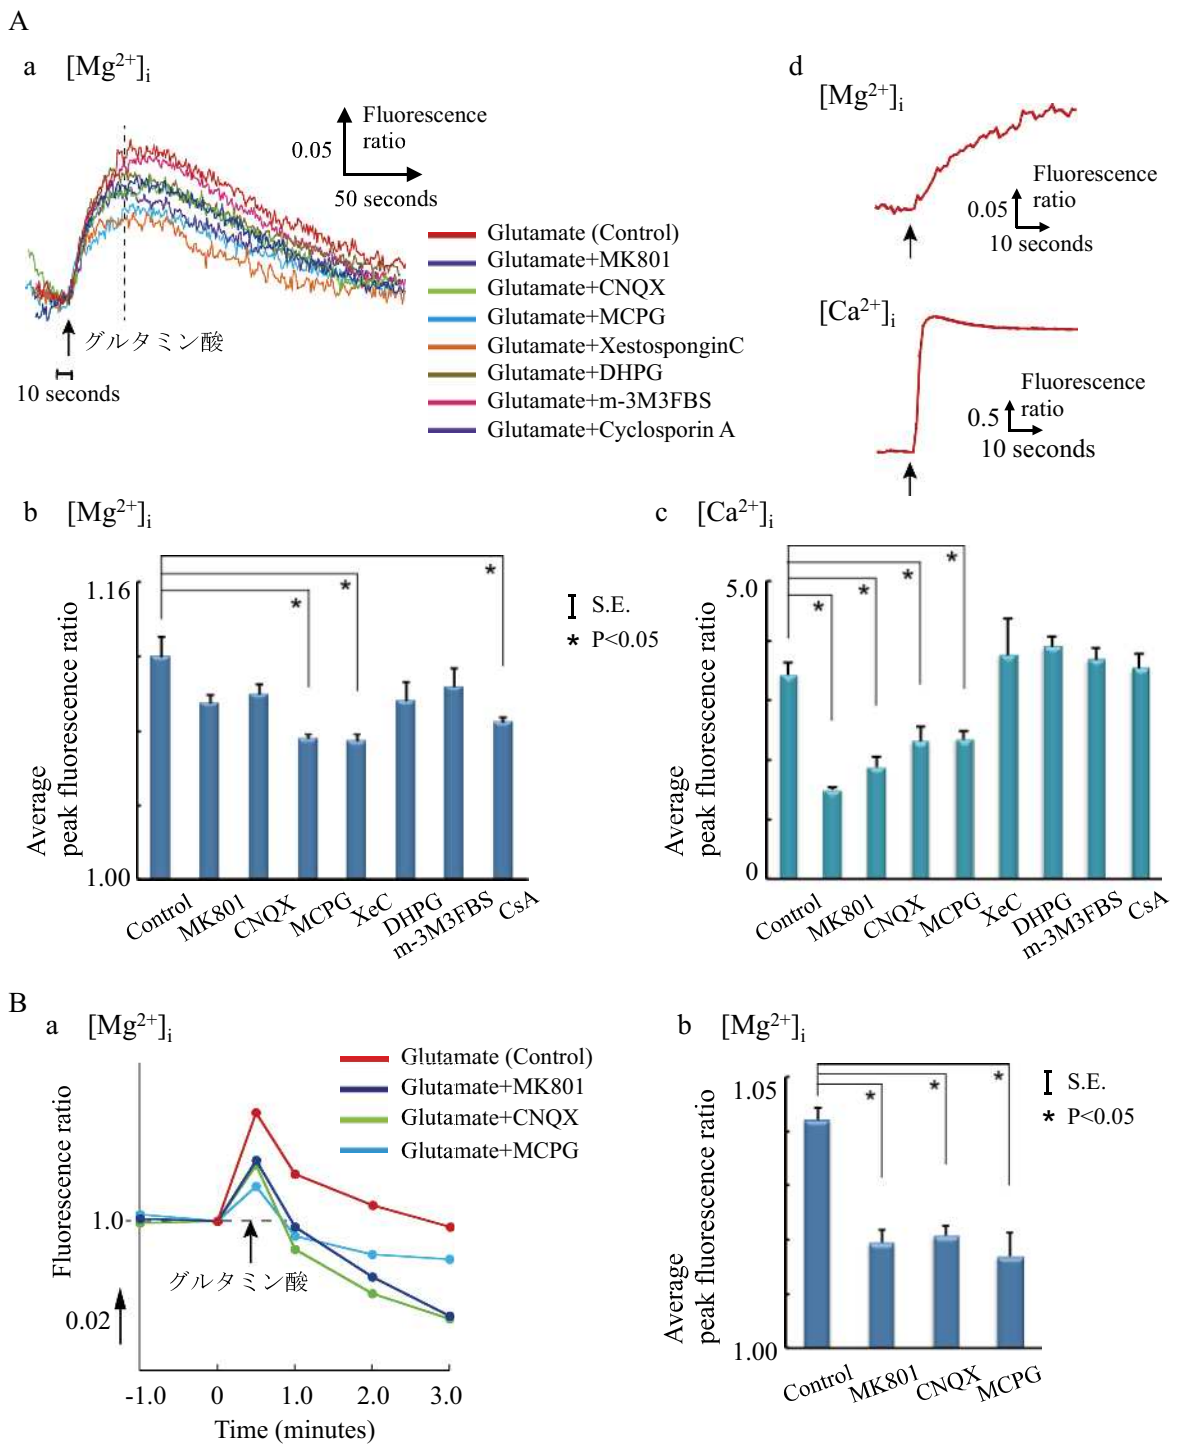 A
a [Mg2+]i
Fluorescence
ratio
0.05
50 seconds
Glutamate (Control)
Glutamate+MK801
Glutamate+CNQX
Glutamate+MCPG
Glutamate+XestosponginC
Glutamate+DHPG
Glutamate+m-3M3FBS
Glutamate+Cyclosporin A
グルタミン酸
10 seconds
d
[Mg2+]i
Fluorescence
ratio
0.05
10 seconds
[Ca2+]i
Fluorescence
ratio
0.5
10 seconds
b [Mg2+]i
Average
peak fluorescence ratio
1.16
1.00
* * *
Control
MK801
CNQX
MCPG
XeC
DHPG
m-3M3FBS
CsA
S.E.
* P<0.05
c [Ca2+]i
Average
peak fluorescence ratio
5.0
0
* * * *
Control
MK801
CNQX
MCPG
XeC
DHPG
m-3M3FBS
CsA
B
a [Mg2+]i
Glutamate (Control)
Glutamate+MK801
Glutamate+CNQX
Glutamate+MCPG
Fluorescence ratio
1.0
0.02
グルタミン酸
-1.0 0 1.0 2.0 3.0
Time (minutes)
b [Mg2+]i
Average
peak fluorescence ratio
1.05
1.00
* * *
Control
MK801
CNQX
MCPG
S.E.
* P<0.05